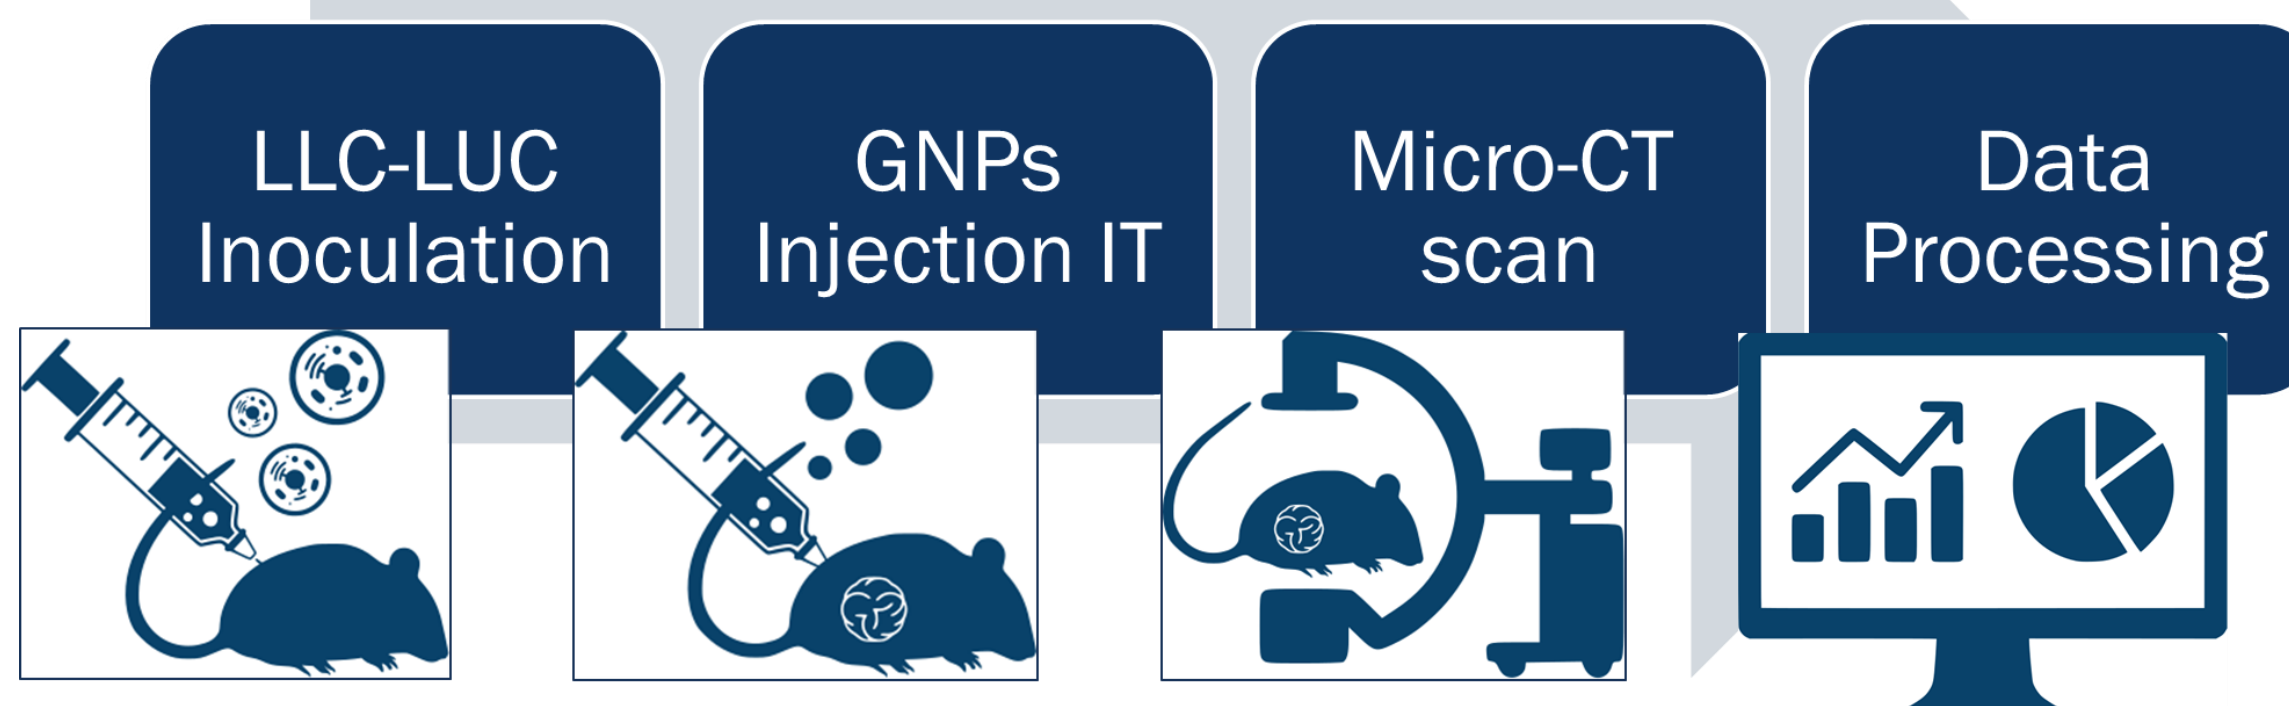 LLC-LUC
Inoculation
GNPs
Injection IT
Micro-CT
scan
Data
Processing